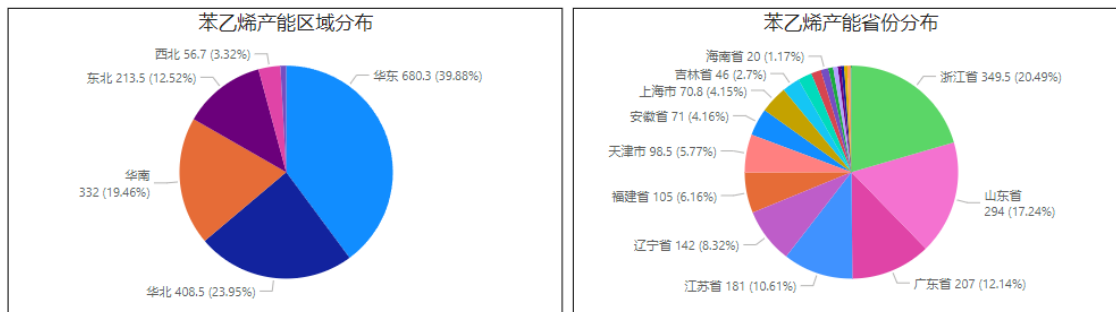 苯乙烯产能区域分布
西北 56.7 (3.32%)
东北 213.5 (12.52%)
华南
332 (19.46%)
华北 408.5 (23.95%)
华东 680.3 (39.88%)
苯乙烯产能省份分布
海南省 20 (1.17%)
吉林省 46 (2.7%)
上海市 70.8 (4.15%)
安徽省 71 (4.16%)
天津市 98.5 (5.77%)
福建省 105 (6.16%)
辽宁省 142 (8.32%)
江苏省 181 (10.61%)
广东省 207 (12.14%)
山东省
294 (17.24%)
浙江省 349.5 (20.49%)